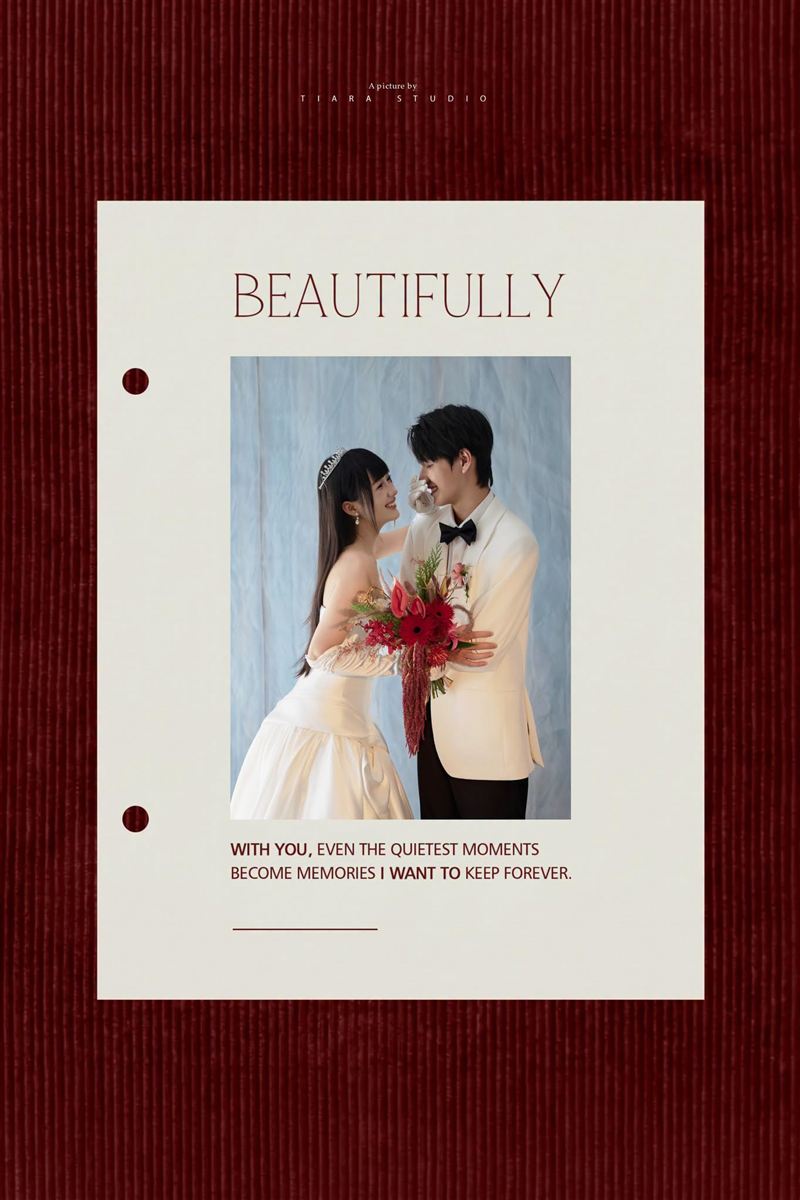 A picture by
TIARA STUDIO
BEAUTIFULLY
WITH YOU, EVEN THE QUIETEST MOMENTS
BECOME MEMORIES I WANT TO KEEP FOREVER.